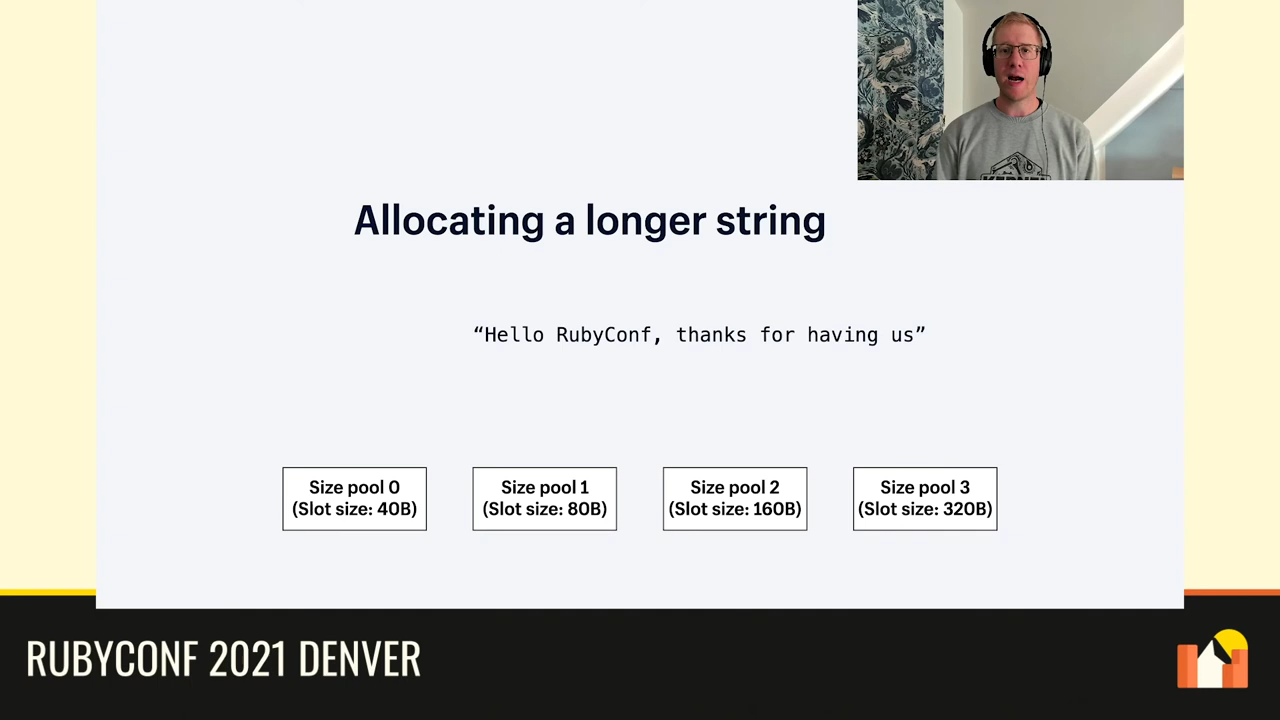 Allocating a longer string
“Hello RubyConf, thanks for having us”
Size pool 0
(Slot size: 40B)
Size pool 1
(Slot size: 80B)
Size pool 2
(Slot size: 160B)
Size pool 3
(Slot size: 320B)
RUBYCONF 2021 DENVER